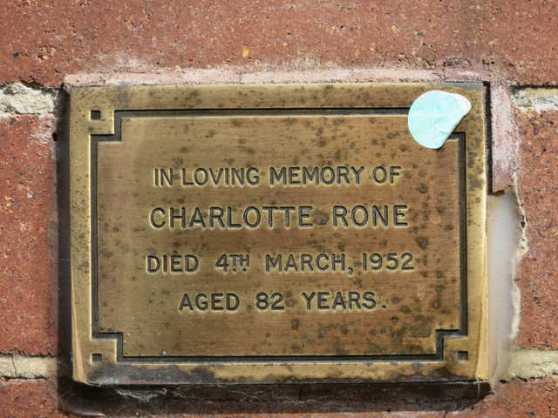 IN LOVING MEMORY OF
CHARLOTTE RONE
DIED 4TH MARCH, 1952
AGED 82 YEARS.